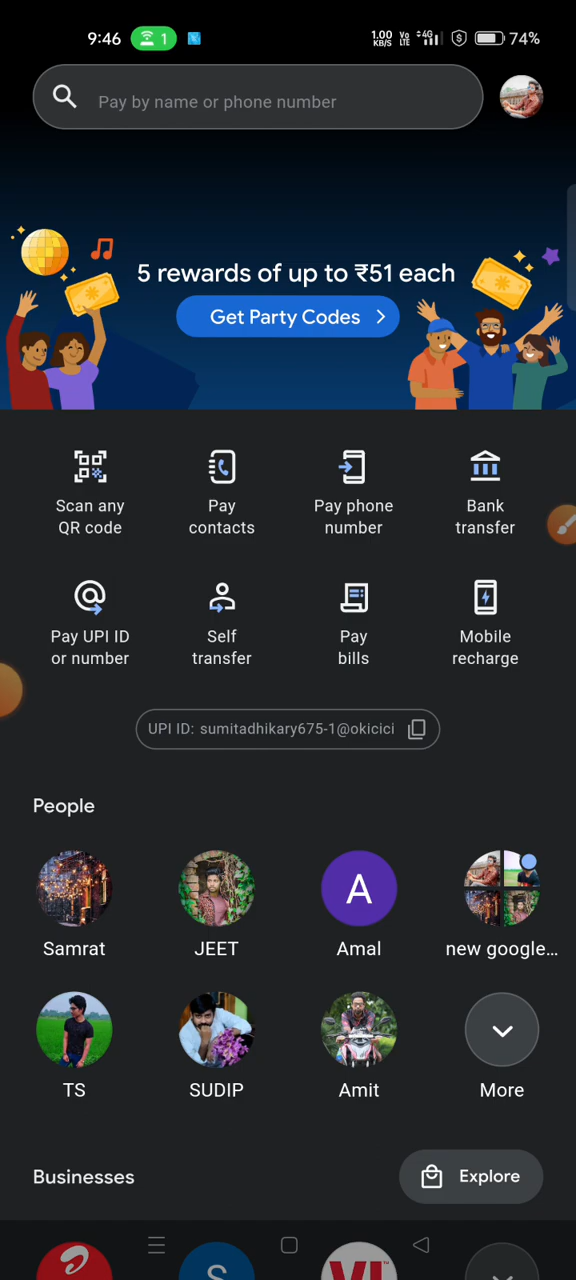 9:46 1 1.00 KB/S Vo LTE 4G 74%
Pay by name or phone number
5 rewards of up to ₹51 each
Get Party Codes
Scan any QR code
Pay contacts
Pay phone number
Bank transfer
Pay UPI ID or number
Self transfer
Pay bills
Mobile recharge
UPI ID: sumitadhikary675-1@okicici
People
A
Samrat JEET Amal new google...
TS SUDIP Amit More
Businesses Explore